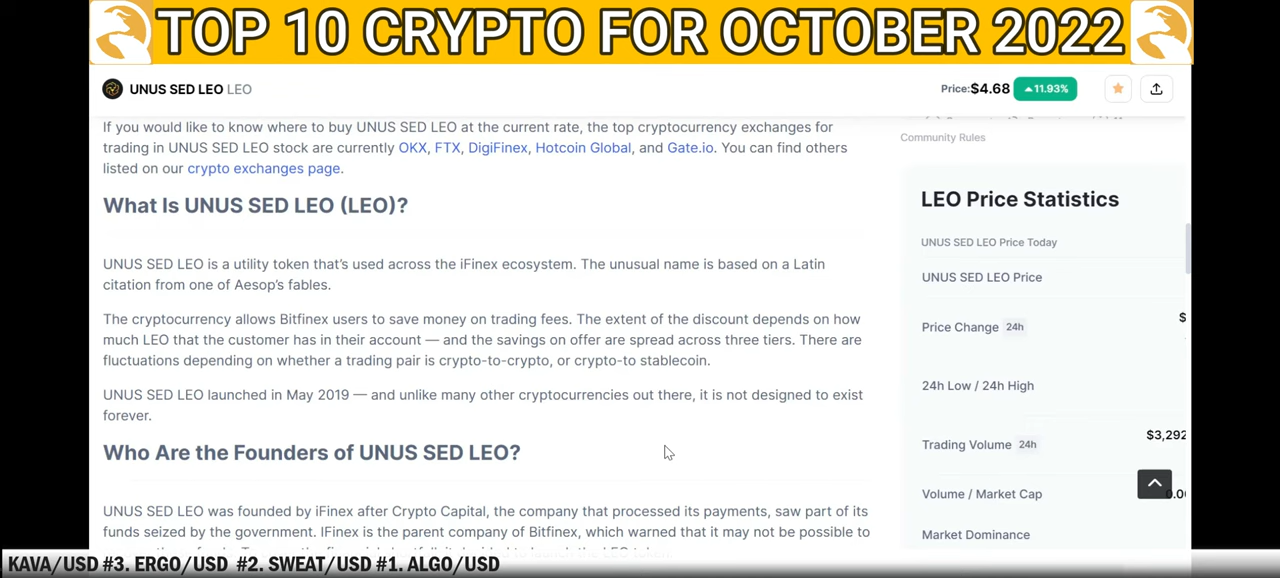 TOP 10 CRYPTO FOR OCTOBER 2022
UNUS SED LEO LEO
Price:$4.68 11.93%
If you would like to know where to buy UNUS SED LEO at the current rate, the top cryptocurrency exchanges for
trading in UNUS SED LEO stock are currently OKX, FTX, DigiFinex, Hotcoin Global, and Gate.io. You can find others
listed on our crypto exchanges page.
What Is UNUS SED LEO (LEO)?
UNUS SED LEO is a utility token that's used across the iFinex ecosystem. The unusual name is based on a Latin
citation from one of Aesop's fables.
The cryptocurrency allows Bitfinex users to save money on trading fees. The extent of the discount depends on how
much LEO that the customer has in their account — and the savings on offer are spread across three tiers. There are
fluctuations depending on whether a trading pair is crypto-to-crypto, or crypto-to stablecoin.
UNUS SED LEO launched in May 2019 — and unlike many other cryptocurrencies out there, it is not designed to exist
forever.
Who Are the Founders of UNUS SED LEO?
UNUS SED LEO was founded by iFinex after Crypto Capital, the company that processed its payments, saw part of its
funds seized by the government. IFinex is the parent company of Bitfinex, which warned that it may not be possible to
Community Rules
LEO Price Statistics
UNUS SED LEO Price Today
UNUS SED LEO Price
Price Change 24h
$
24h Low / 24h High
Trading Volume 24h
$3,292
Volume / Market Cap
Market Dominance
KAVA/USD #3. ERGO/USD #2. SWEAT/USD #1. ALGO/USD